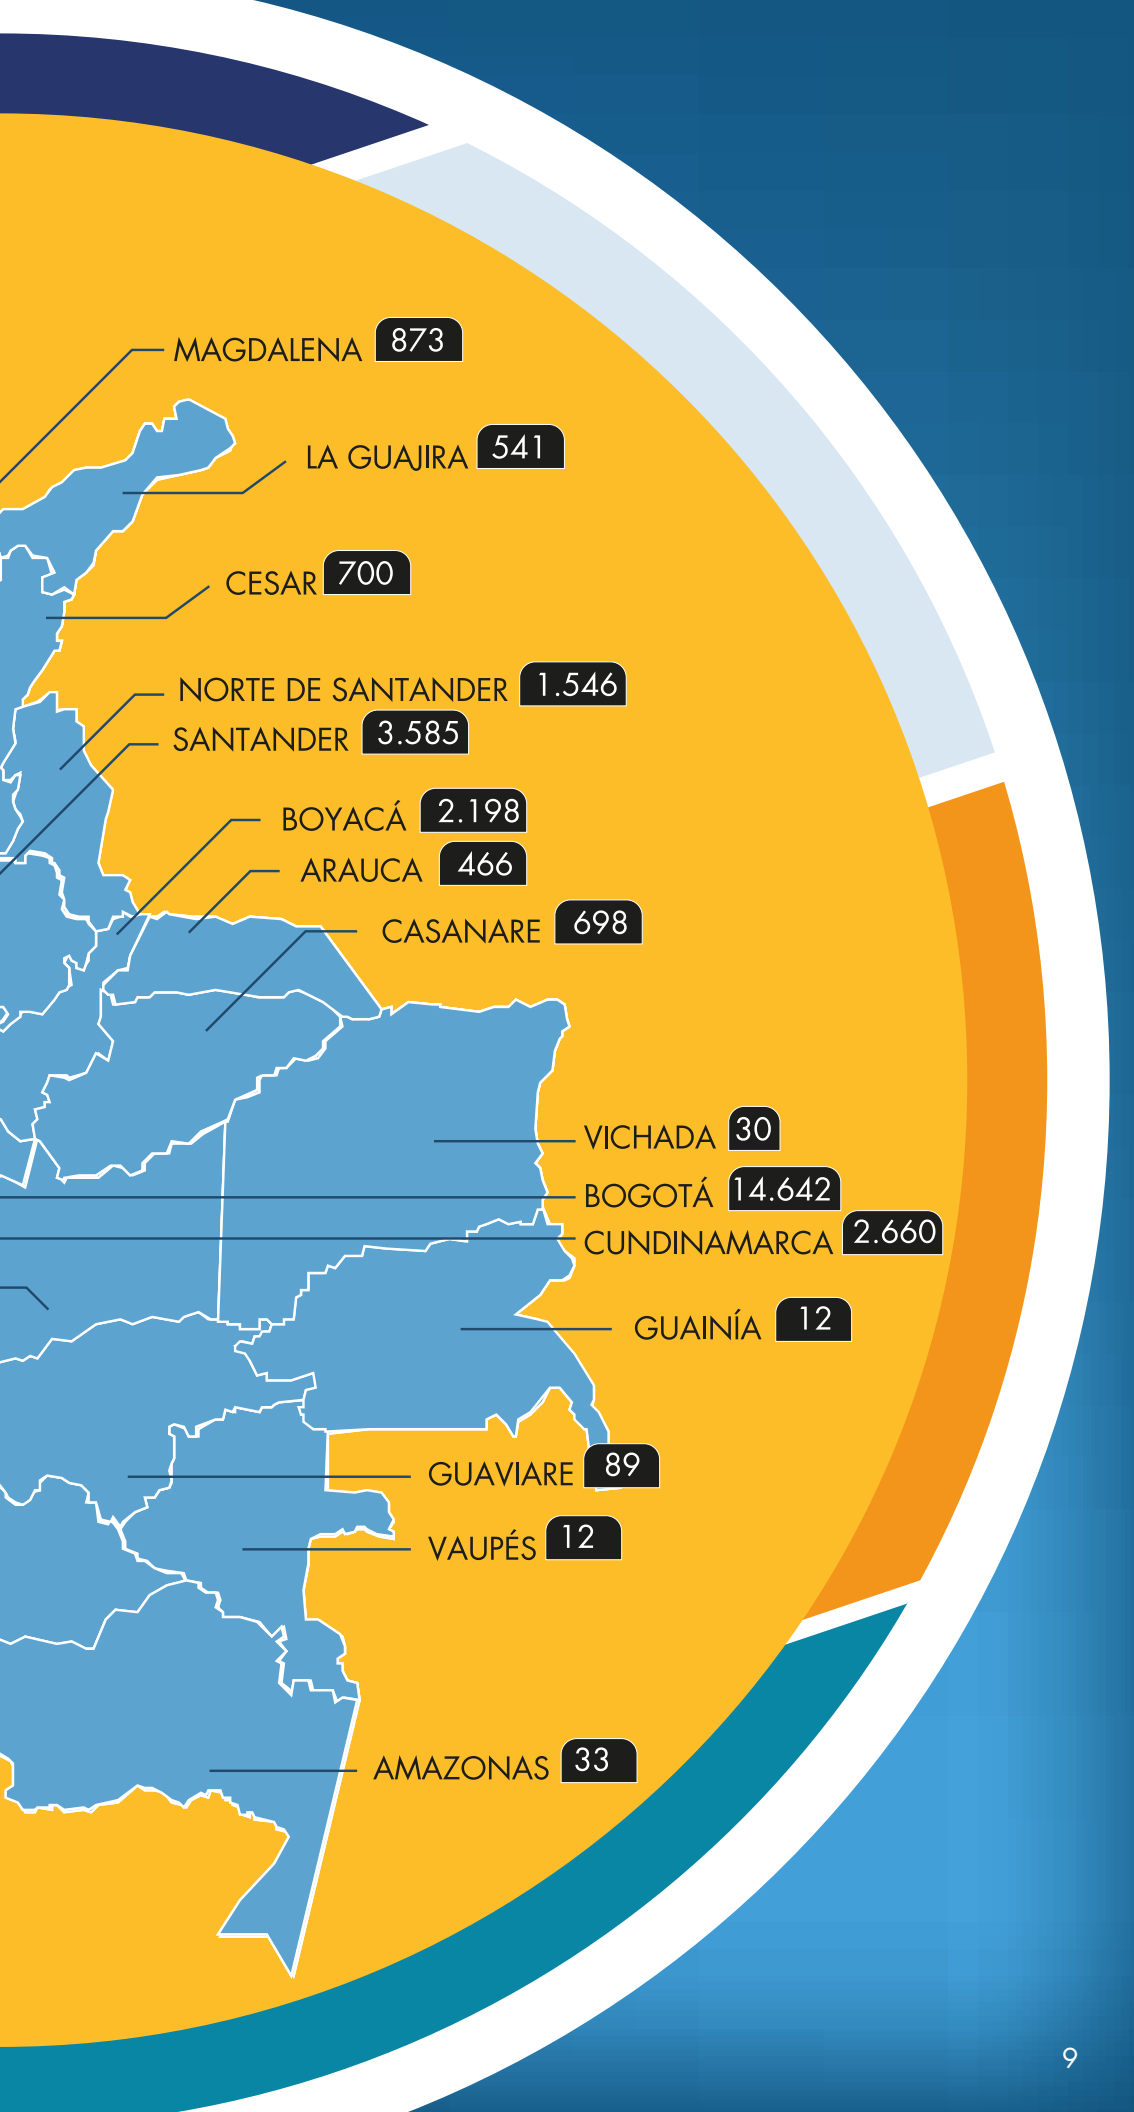 MAGDALENA 873
LA GUAJIRA 541
CESAR 700
NORTE DE SANTANDER 1.546
SANTANDER 3.585
BOYACÁ 2.198
ARAUCA 466
CASANARE 698
VICHADA 30
BOGOTÁ 14.642
CUNDINAMARCA 2.660
GUAINÍA 12
GUAVIARE 89
VAUPÉS 12
AMAZONAS 33
9